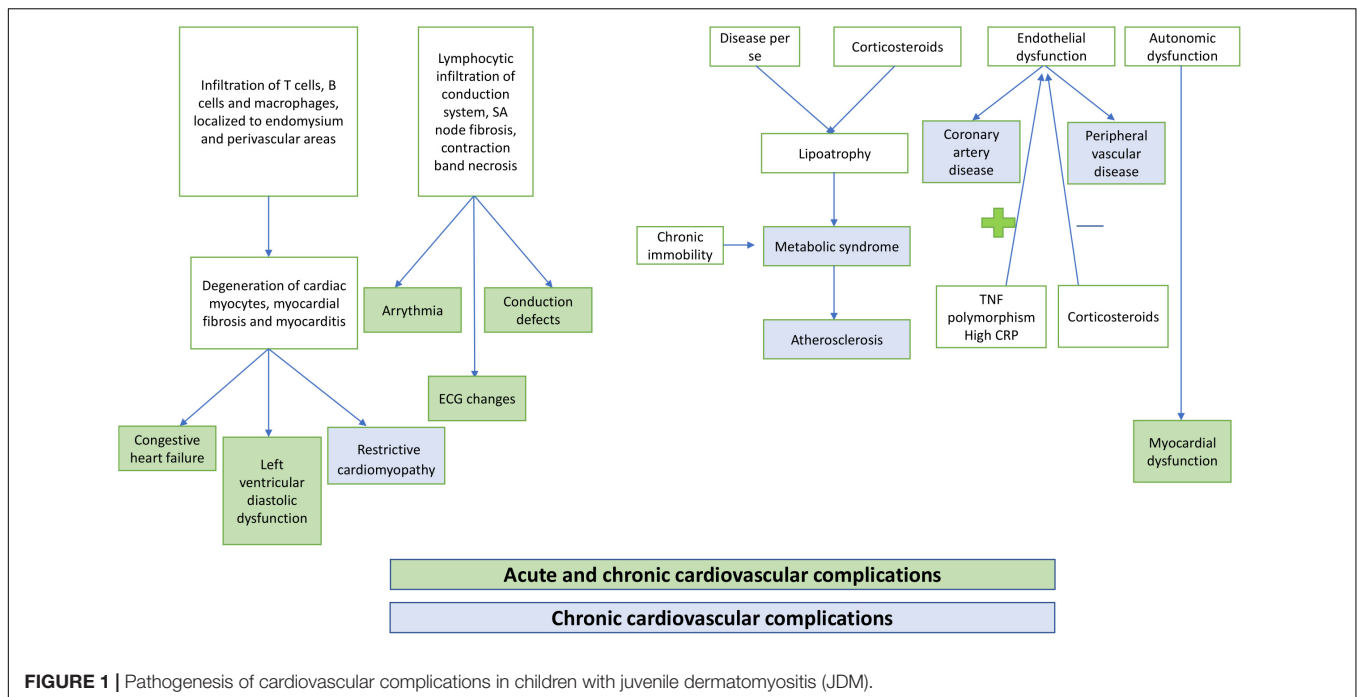 Infiltration of T cells, B
cells and macrophages,
localized to endomysium
and perivascular areas
Lymphocytic
infiltration of
conduction
system, SA
node fibrosis,
contraction
band necrosis
Degeneration of cardiac
myocytes, myocardial
fibrosis and myocarditis
Arrythmia
Conduction
defects
ECG changes
Congestive
heart failure
Left
ventricular
diastolic
dysfunction
Restrictive
cardiomyopathy
Disease per
se
Corticosteroids
Lipoatrophy
Chronic
immobility
Metabolic syndrome
Atherosclerosis
Endothelial
dysfunction
Coronary
artery
disease
Peripheral
vascular
disease
TNF
polymorphism
High CRP
Corticosteroids
Autonomic
dysfunction
Myocardial
dysfunction
Acute and chronic cardiovascular complications
Chronic cardiovascular complications
FIGURE 1 | Pathogenesis of cardiovascular complications in children with juvenile dermatomyositis (JDM).